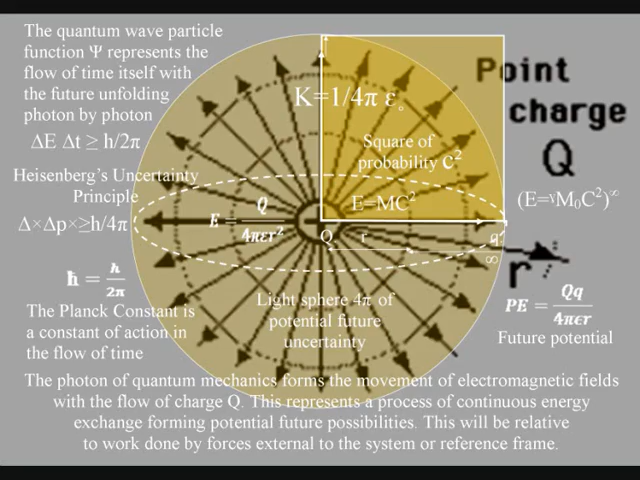 The quantum wave particle
function Ψ represents the
flow of time itself with
the future unfolding
photon by photon
ΔE Δt ≥ h/2π
Heisenberg's Uncertainty
Principle
Δ×Δp×≥h/4π
ħ = h/2π
The Planck Constant is
a constant of action in
the flow of time
K=1/4π ε。
Square of
probability C²
E=MC²
E = Q/4πεr²
Q
r
q
∞
Light sphere 4π of
potential future
uncertainty
Point
charge
Q
(E=ᵞM₀C²)∞
r
PE = Qq/4πϵr
Future potential
The photon of quantum mechanics forms the movement of electromagnetic fields
with the flow of charge Q. This represents a process of continuous energy
exchange forming potential future possibilities. This will be relative
to work done by forces external to the system or reference frame.